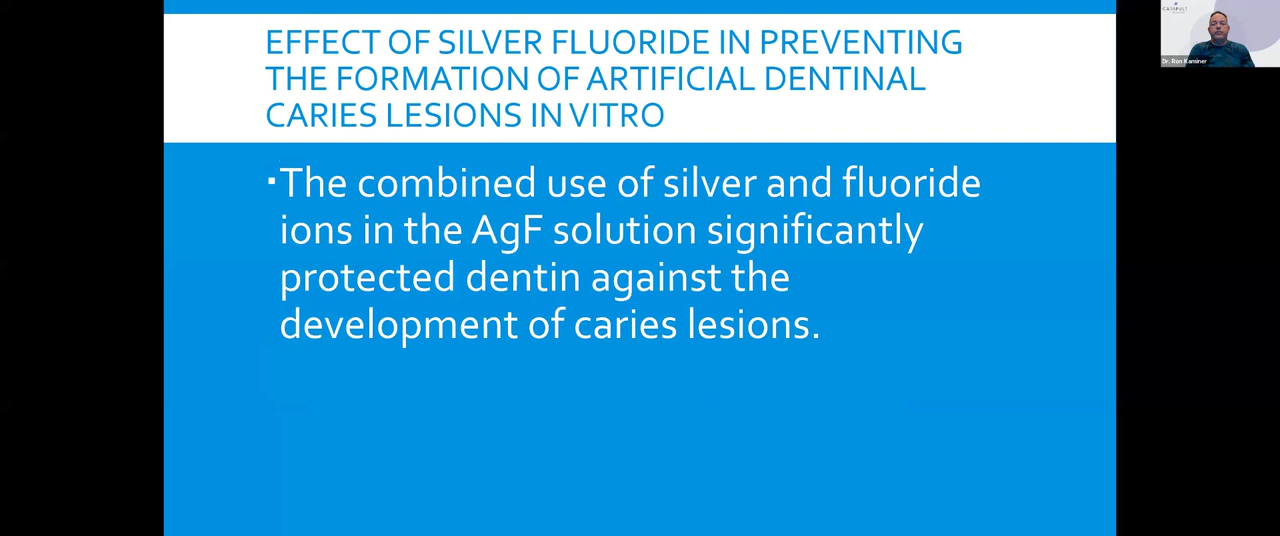 EFFECT OF SILVER FLUORIDE IN PREVENTING
THE FORMATION OF ARTIFICIAL DENTINAL
CARIES LESIONS IN VITRO
▪The combined use of silver and fluoride
ions in the AgF solution significantly
protected dentin against the
development of caries lesions.
CATAPULT
Dr. Ron Kaminer